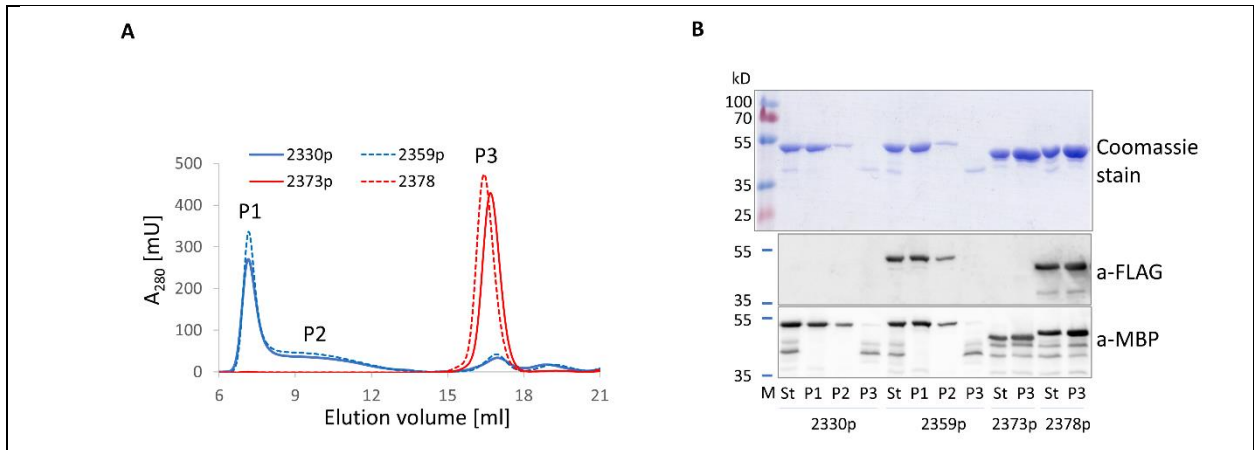 A
2330p 2359p
2373p 2378
500
400
300
200
100
0
A280 [mU]
P1
P2
P3
6 9 12 15 18 21
Elution volume [ml]
B
kD
100
70
55
35
25
Coomassie
stain
55
35
a-FLAG
55
35
a-MBP
M St P1 P2 P3 St P1 P2 P3 St P3 St P3
2330p 2359p 2373p 2378p